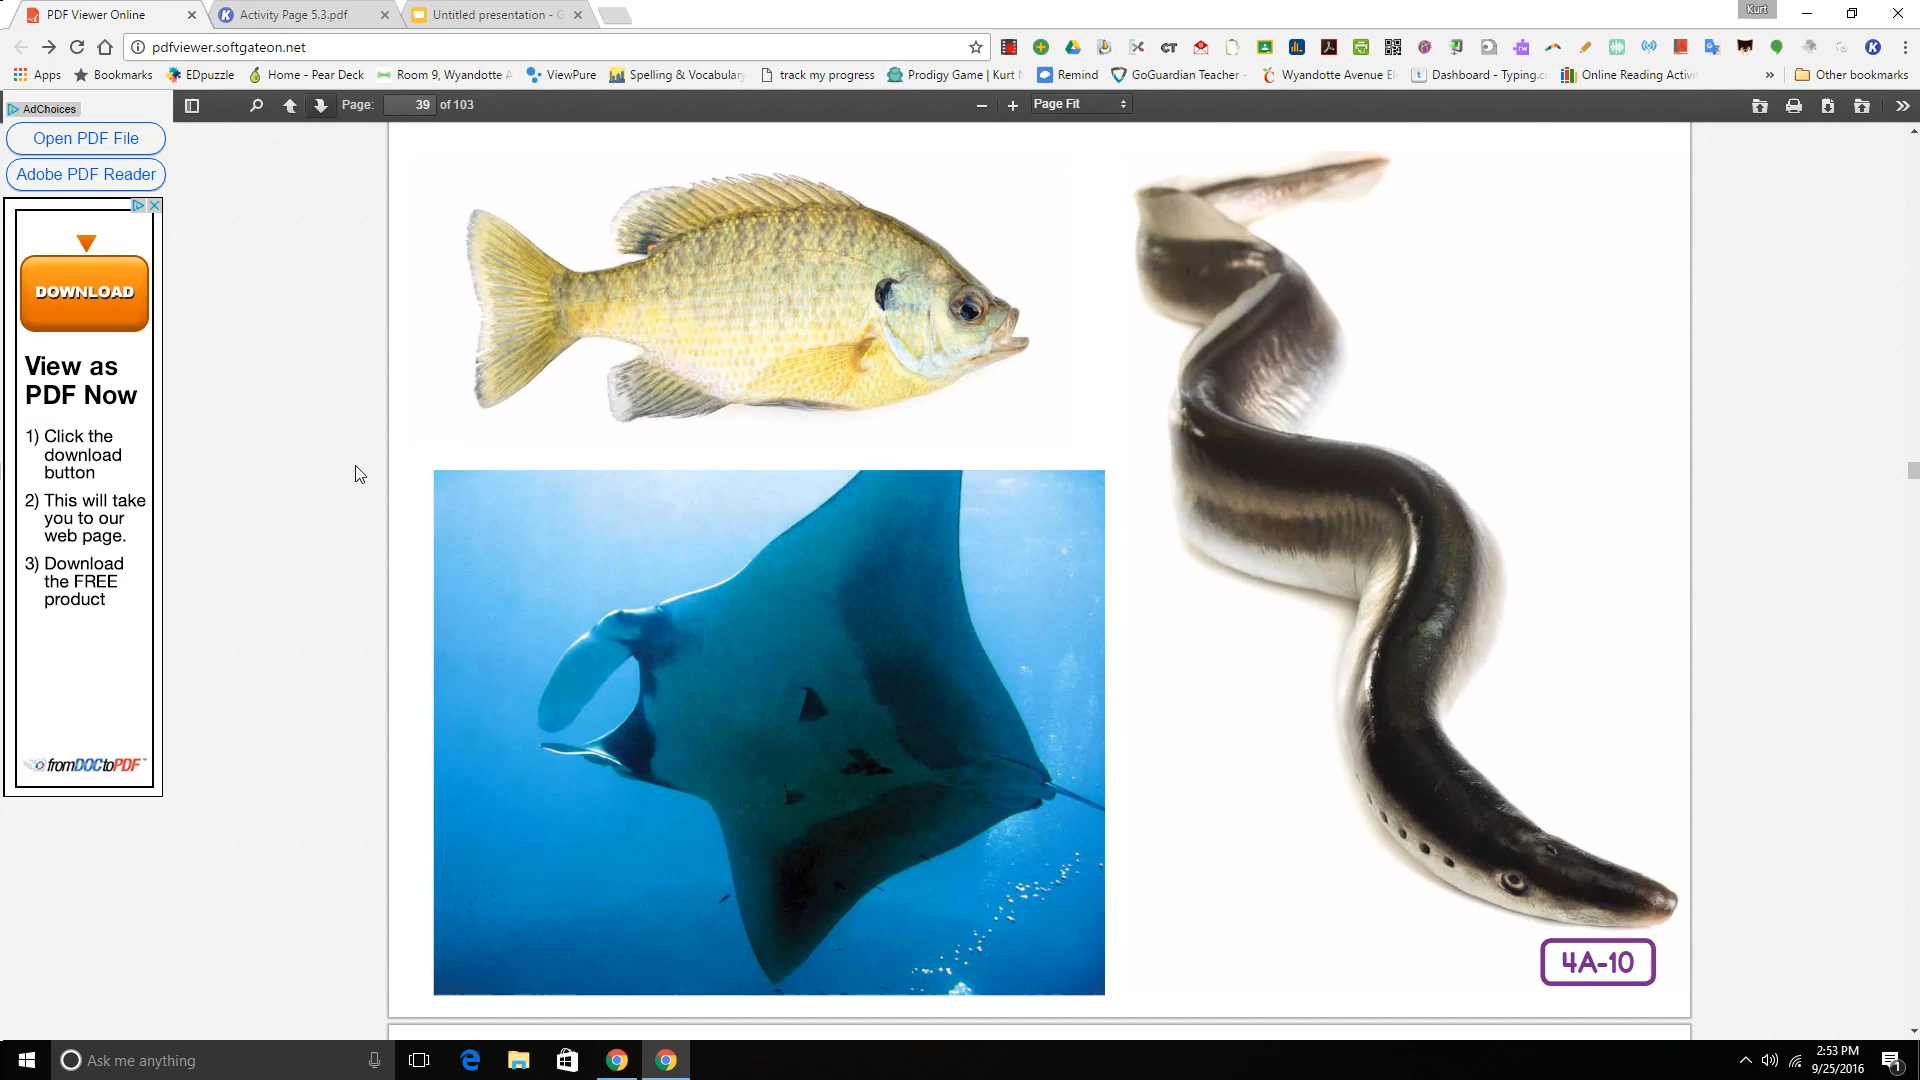 PDF Viewer Online
Activity Page 5.3.pdf
Untitled presentation - G
Kurt
pdfviewer.softgateon.net
Apps
Bookmarks
EDpuzzle
Home - Pear Deck
Room 9, Wyandotte A
ViewPure
Spelling & Vocabulary
track my progress
Prodigy Game | Kurt
Remind
GoGuardian Teacher -
Wyandotte Avenue El
Dashboard - Typing.c
Online Reading Activi
»
Other bookmarks
AdChoices
Page: 39 of 103
Page Fit
Open PDF File
Adobe PDF Reader
DOWNLOAD
View as
PDF Now
1) Click the
download
button
2) This will take
you to our
web page.
3) Download
the FREE
product
fromDOCtoPDF
4A-10
Ask me anything
2:53 PM
9/25/2016
1